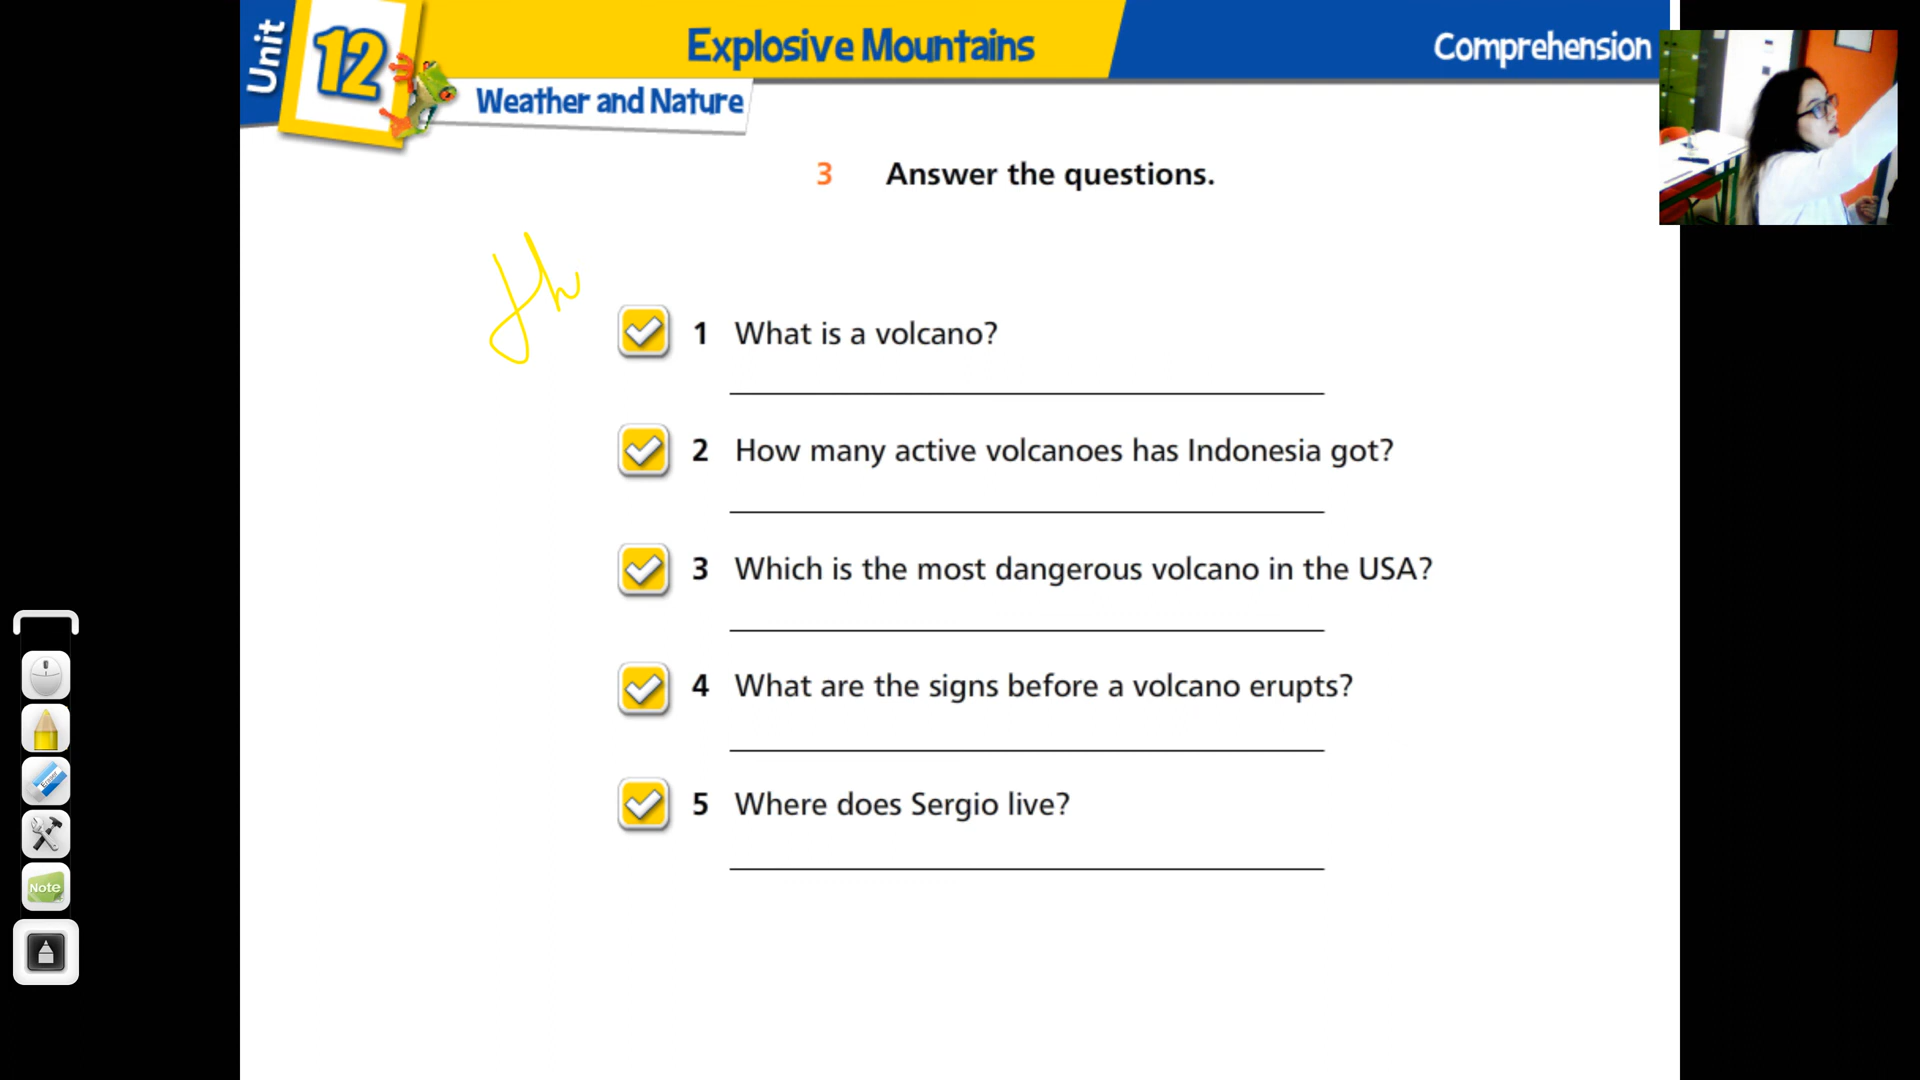 Unit
12
Explosive Mountains
Comprehension
Weather and Nature
3 Answer the questions.
1 What is a volcano?
2 How many active volcanoes has Indonesia got?
3 Which is the most dangerous volcano in the USA?
4 What are the signs before a volcano erupts?
5 Where does Sergio live?
Eraser
Note